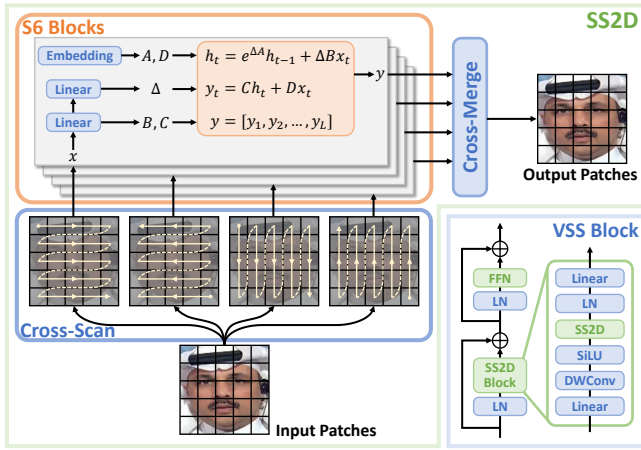 S6 Blocks
SS2D
Embedding
A, D
h_t = e^{ΔA}h_{t−1} + ΔBx_t
Linear
Δ
y_t = Ch_t + Dx_t
y
Linear
B, C
y = [y_1, y_2, … , y_L]
x
Cross-Merge
Output Patches
Cross-Scan
Input Patches
VSS Block
FFN
LN
SS2D
Block
LN
Linear
LN
SS2D
SiLU
DWConv
Linear